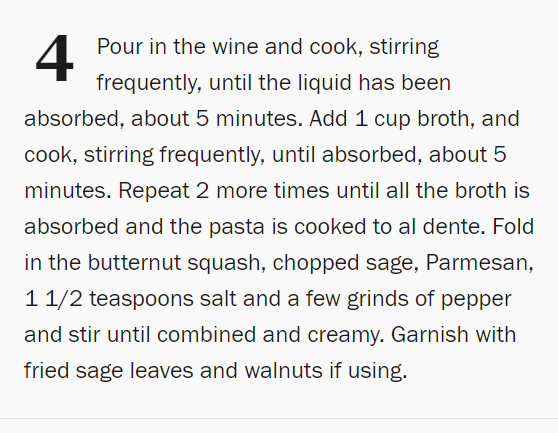 4 Pour in the wine and cook, stirring
frequently, until the liquid has been
absorbed, about 5 minutes. Add 1 cup broth, and
cook, stirring frequently, until absorbed, about 5
minutes. Repeat 2 more times until all the broth is
absorbed and the pasta is cooked to al dente. Fold
in the butternut squash, chopped sage, Parmesan,
1 1/2 teaspoons salt and a few grinds of pepper
and stir until combined and creamy. Garnish with
fried sage leaves and walnuts if using.